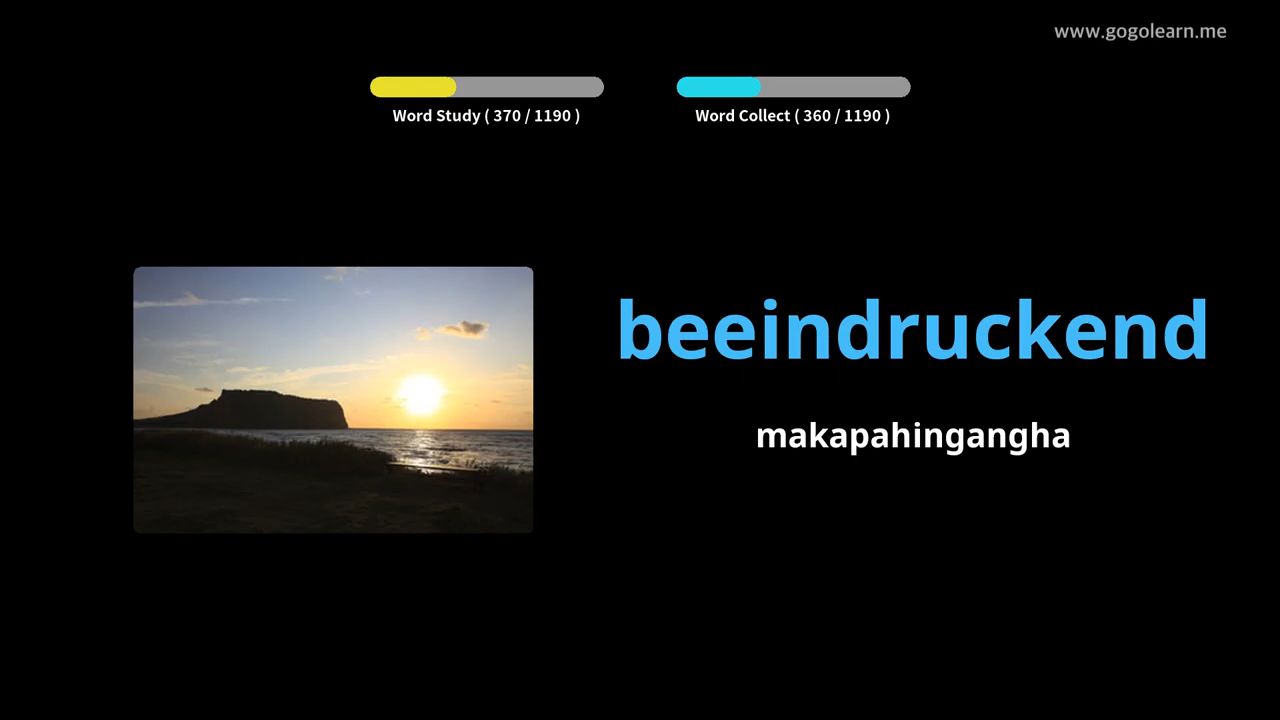 www.gogolearn.me
Word Study ( 370 / 1190 )
Word Collect ( 360 / 1190 )
beeindruckend
makapahingangha